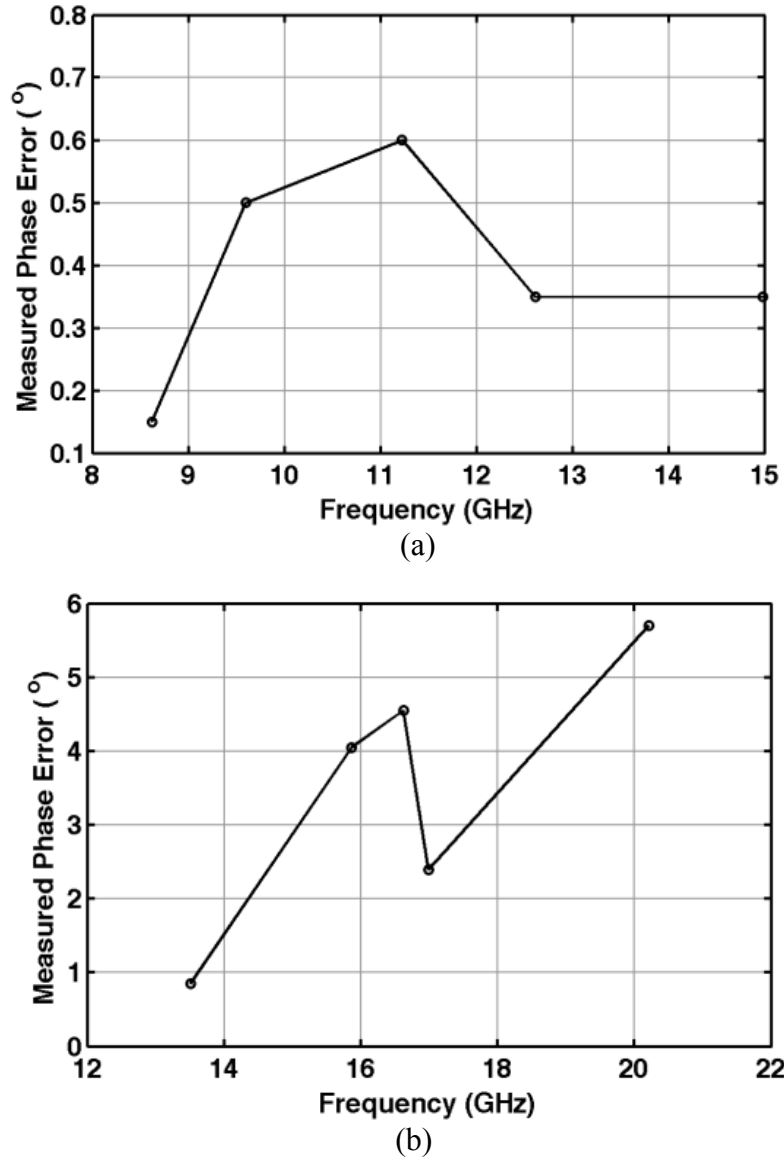 0.8
0.7
0.6
0.5
0.4
0.3
0.2
0.1
Measured Phase Error ( º)
8 9 10 11 12 13 14 15
Frequency (GHz)
(a)
6
5
4
3
2
1
0
Measured Phase Error ( º)
12 14 16 18 20 22
Frequency (GHz)
(b)